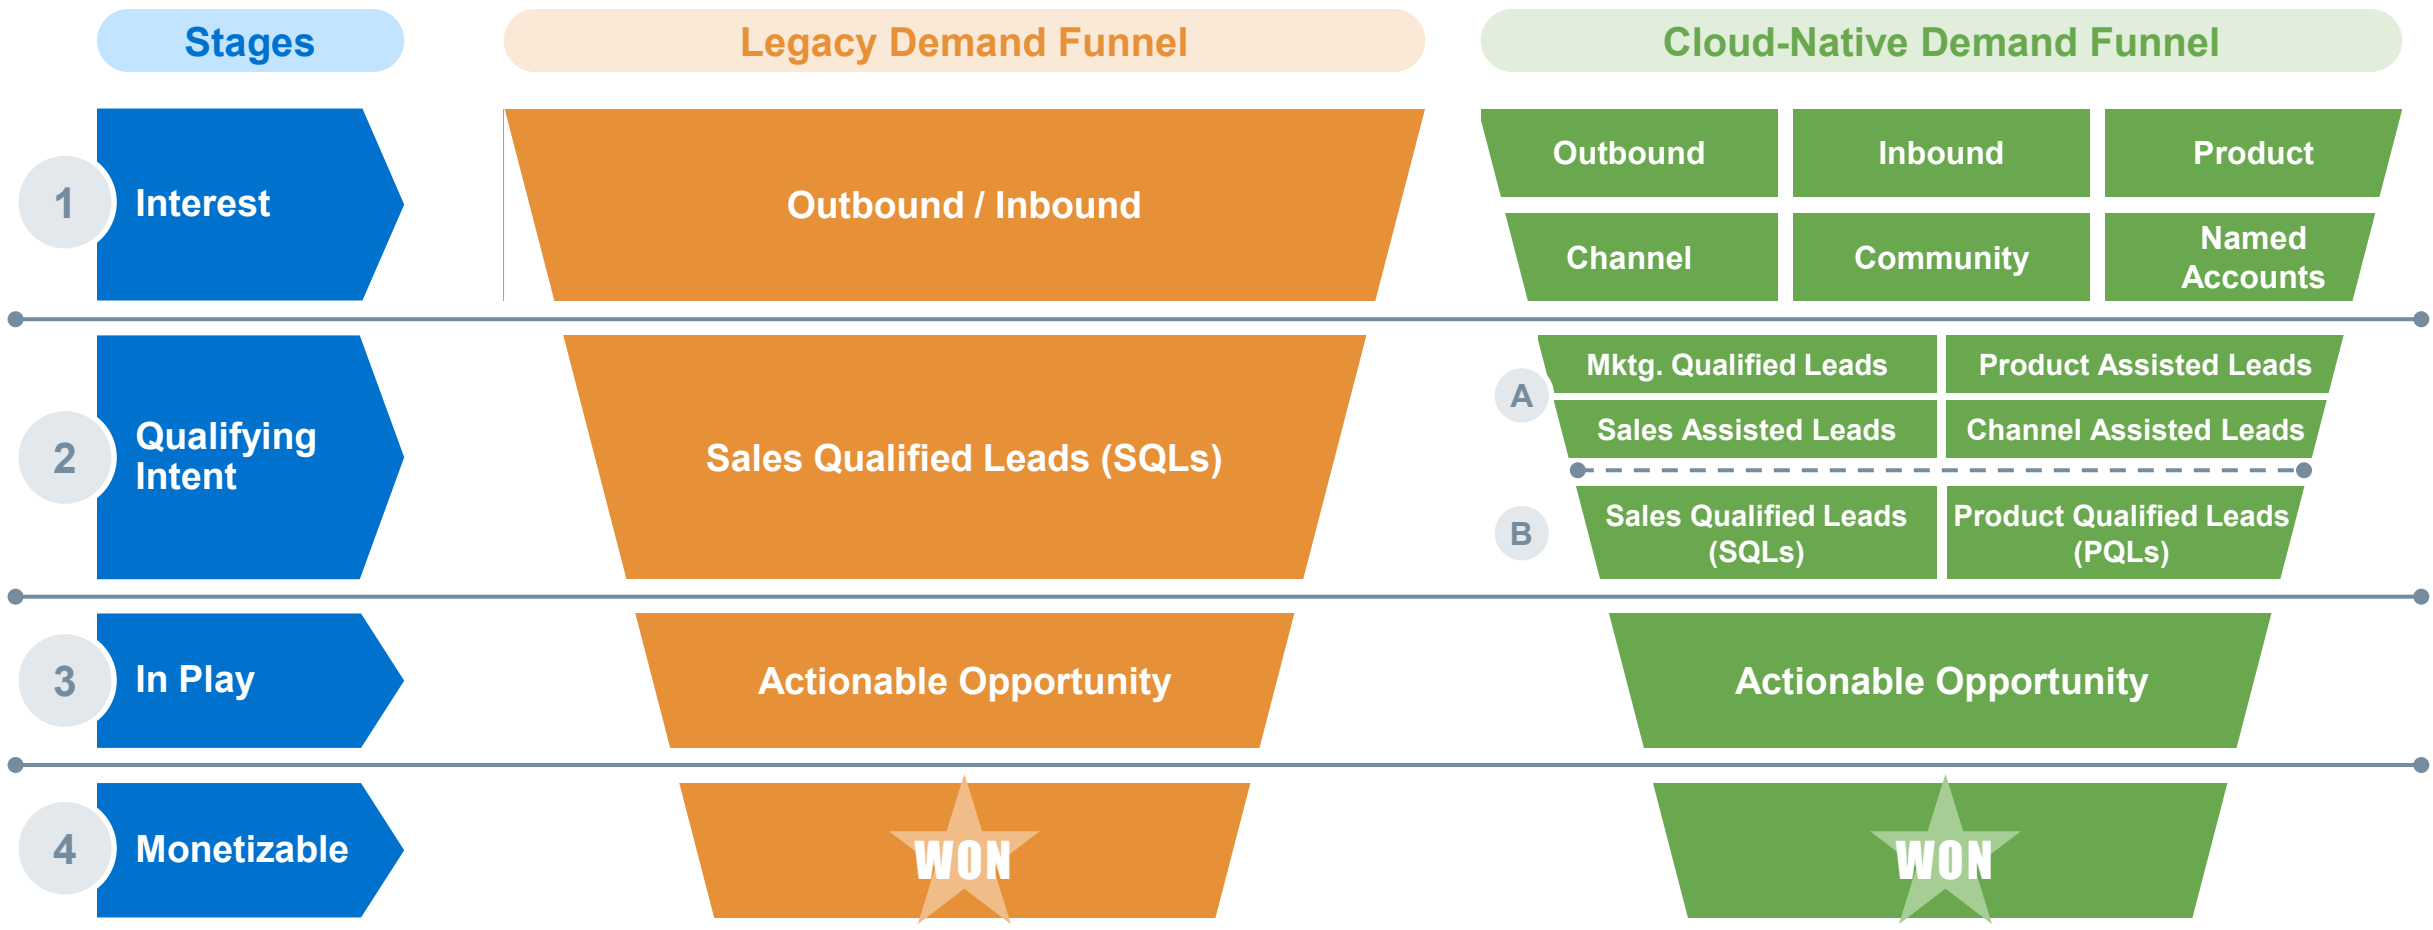 Stages
Legacy Demand Funnel
Cloud-Native Demand Funnel
1
Interest
Outbound / Inbound
Outbound
Inbound
Product
Channel
Community
Named
Accounts
2
Qualifying
Intent
Sales Qualified Leads (SQLs)
A
Mktg. Qualified Leads
Product Assisted Leads
Sales Assisted Leads
Channel Assisted Leads
B
Sales Qualified Leads
(SQLs)
Product Qualified Leads
(PQLs)
3
In Play
Actionable Opportunity
Actionable Opportunity
4
Monetizable
WON
WON